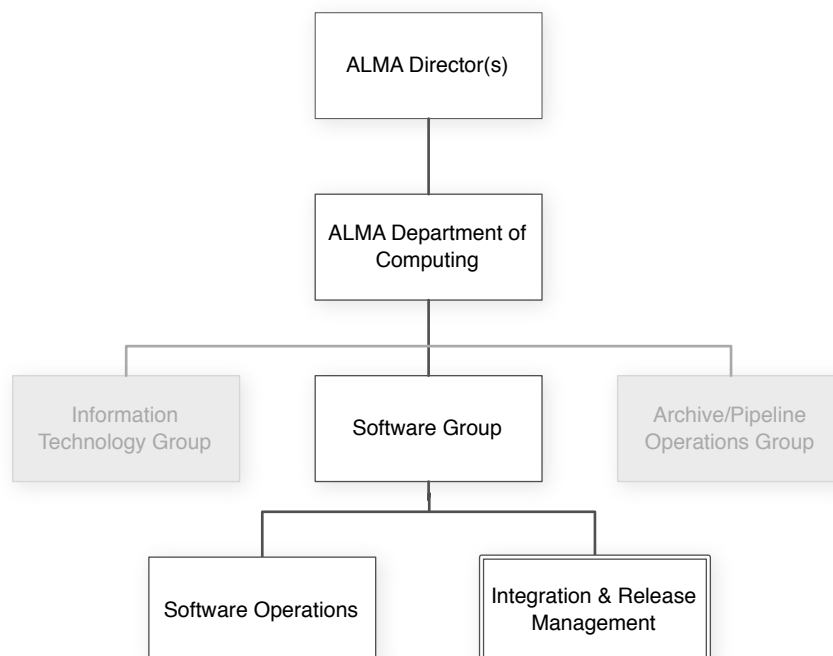 ALMA Director(s)
ALMA Department of
Computing
Information
Technology Group
Software Group
Archive/Pipeline
Operations Group
Software Operations
Integration & Release
Management